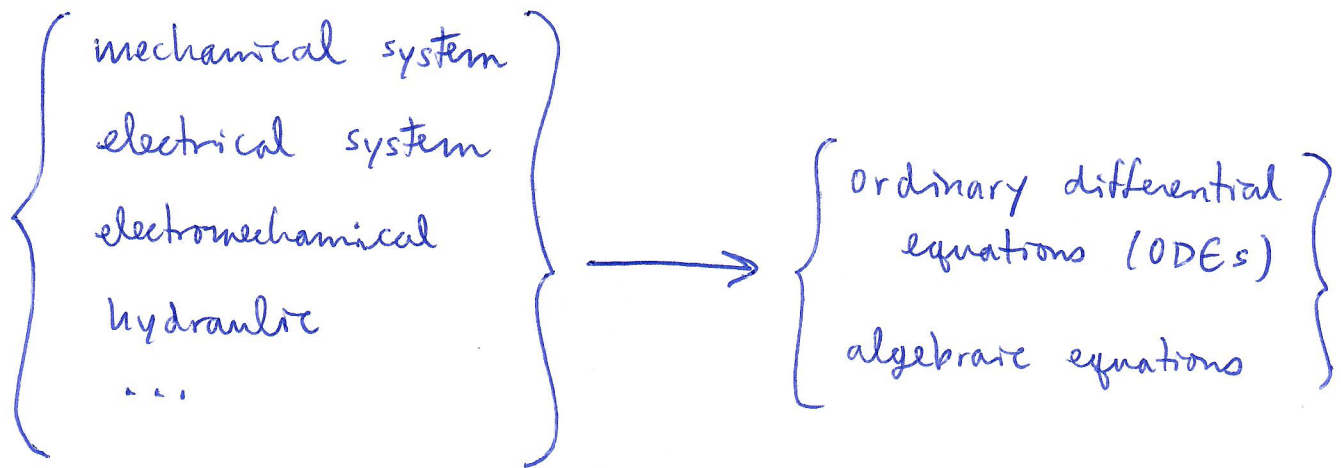 mechanical system
electrical system
electromechanical
hydraulic
...
ordinary differential
equations (ODEs)
algebraic equations